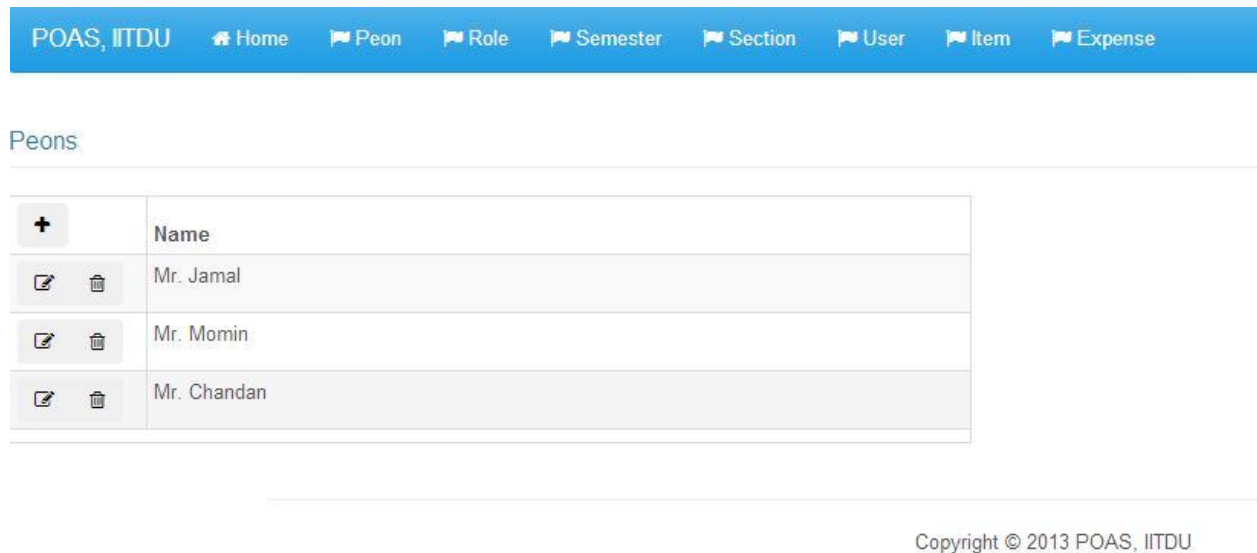 POAS, IITDU Home Peon Role Semester Section User Item Expense
Peons
Name
Mr. Jamal
Mr. Momin
Mr. Chandan
Copyright © 2013 POAS, IITDU